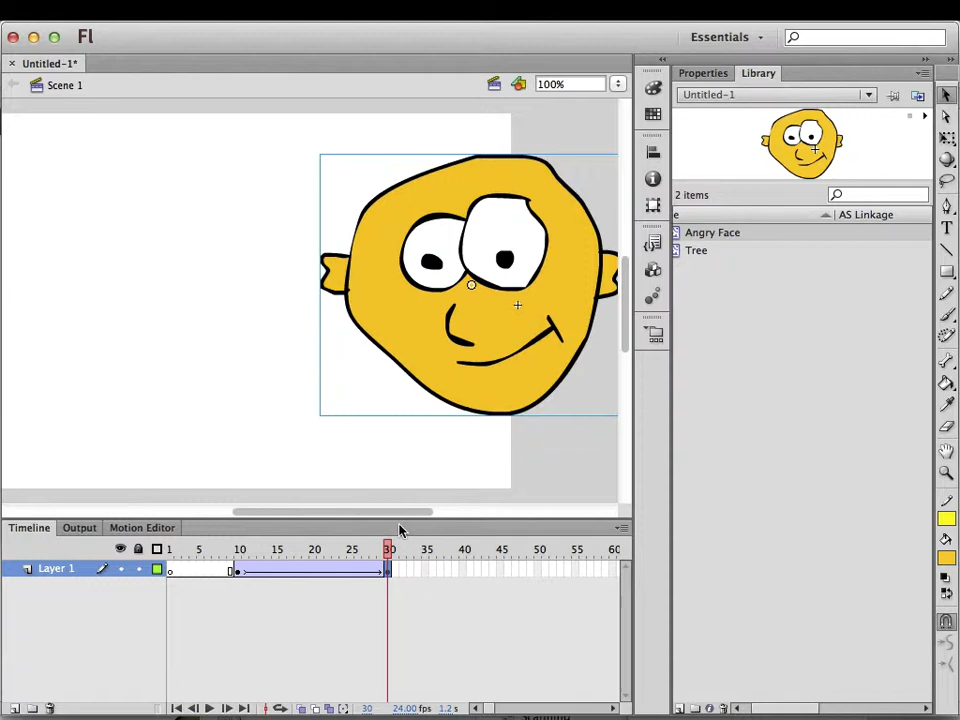 Fl
Essentials
Untitled-1*
Scene 1
100%
Properties
Library
Untitled-1
2 items
e
AS Linkage
Angry Face
Tree
Timeline
Output
Motion Editor
1 5 10 15 20 25 30 35 40 45 50 55 60
Layer 1
30
24.00 fps
1.2 s